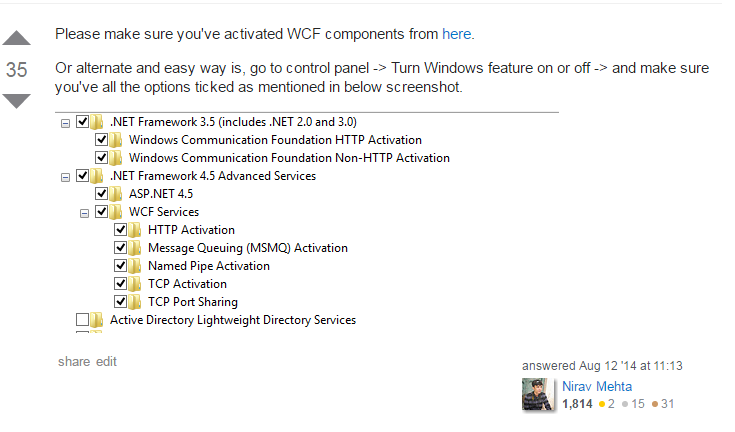 Please make sure you've activated WCF components from here.
35
Or alternate and easy way is, go to control panel -> Turn Windows feature on or off -> and make sure
you've all the options ticked as mentioned in below screenshot.
.NET Framework 3.5 (includes .NET 2.0 and 3.0)
Windows Communication Foundation HTTP Activation
Windows Communication Foundation Non-HTTP Activation
.NET Framework 4.5 Advanced Services
ASP.NET 4.5
WCF Services
HTTP Activation
Message Queuing (MSMQ) Activation
Named Pipe Activation
TCP Activation
TCP Port Sharing
Active Directory Lightweight Directory Services
share edit
answered Aug 12 '14 at 11:13
Nirav Mehta
1,814 ●2 ●15 ●31